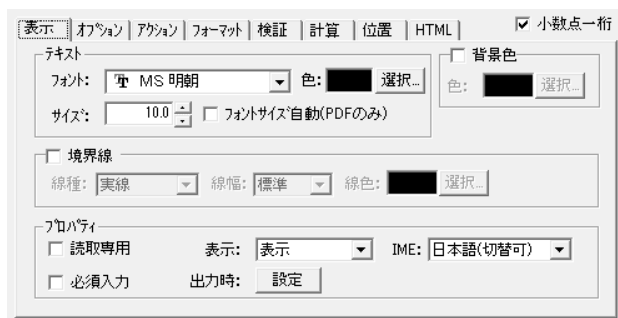 表示 ｵﾌﾟｼｮﾝ ｱｸｼｮﾝ ﾌｫｰﾏｯﾄ 検証 計算 位置 HTML 小数点一桁
ﾃｷｽﾄ 背景色
ﾌｫﾝﾄ: MS 明朝 色: 選択... 色: 選択...
ｻｲｽﾞ: 10.0 ﾌｫﾝﾄｻｲｽﾞ自動(PDFのみ)
境界線
線種: 実線 線幅: 標準 線色: 選択...
ﾌﾟﾛﾊﾟﾃｨ
読取専用 表示: 表示 IME: 日本語(切替可)
必須入力 出力時: 設定